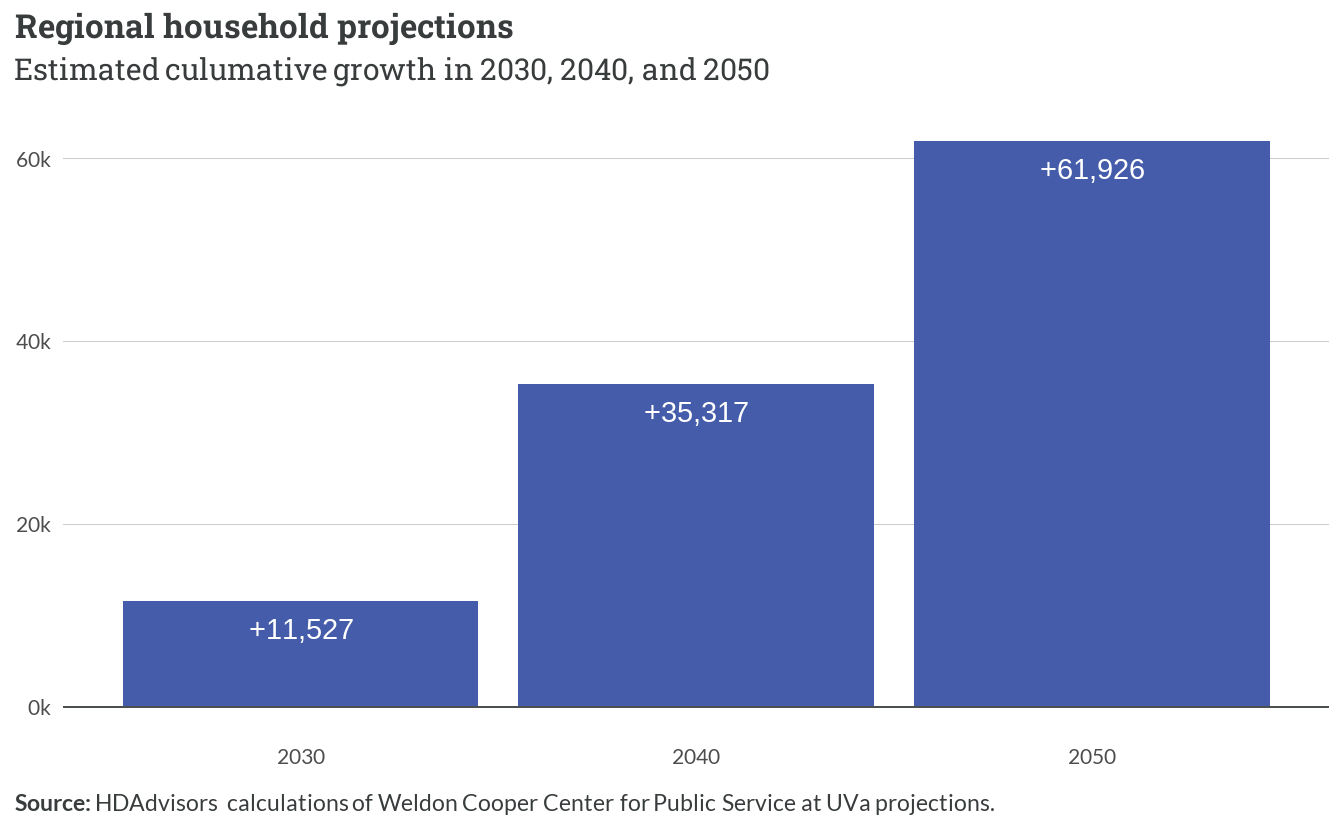 Regional household projections
Estimated culumative growth in 2030, 2040, and 2050
60k
+61,926
40k
+35,317
20k
+11,527
0k
2030 2040 2050
Source: HDAdvisors calculations of Weldon Cooper Center for Public Service at UVa projections.